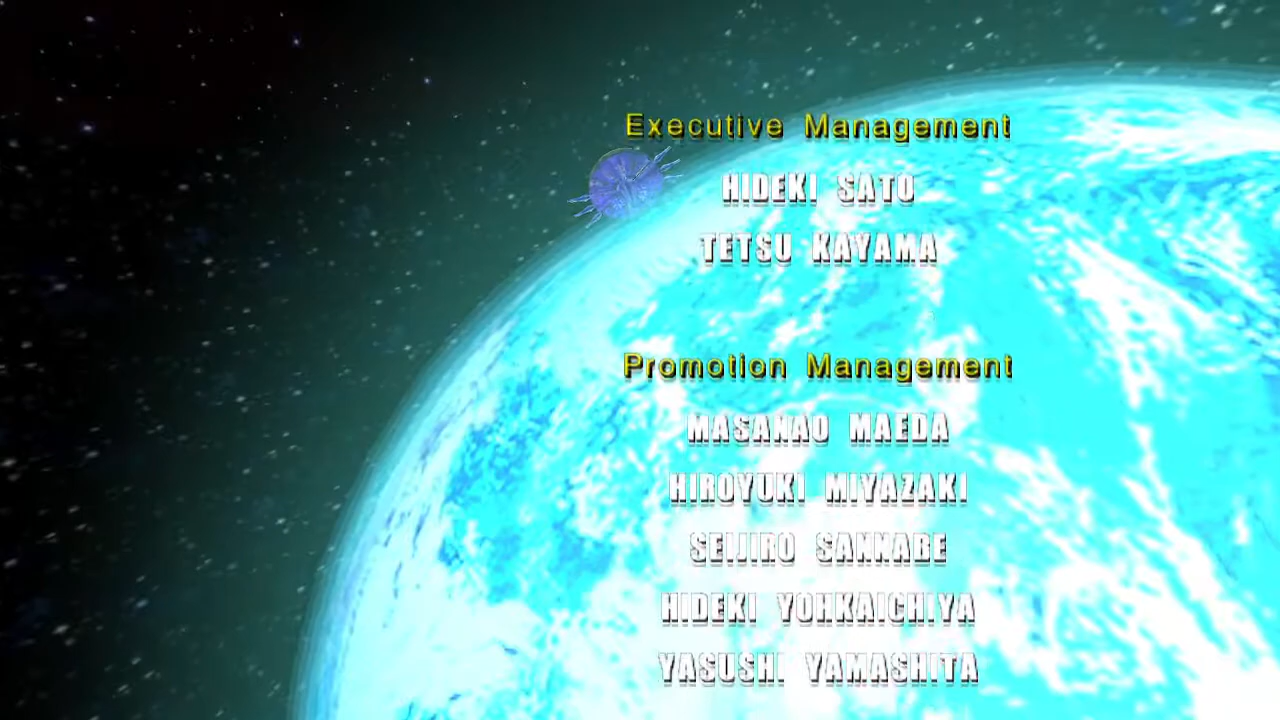 Executive Management
HIDEKI SATO
TETSU KAYAMA
Promotion Management
MASANAO MAEDA
HIROYUKI MIYAZAKI
SEIJIRO SANNABE
HIDEKI YOHKAICHIYA
YASUSHI YAMASHITA